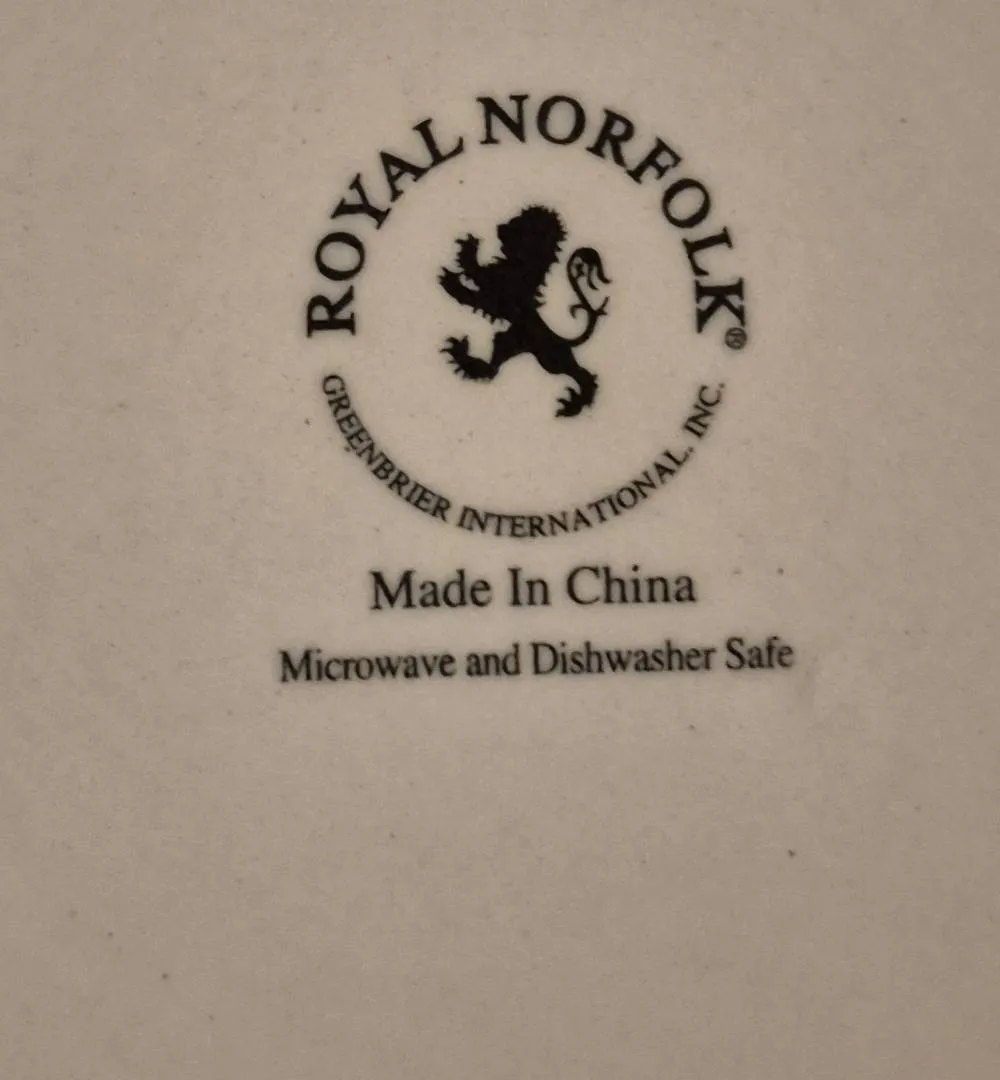 ROYAL NORFOLK®
GREENBRIER INTERNATIONAL, INC.
Made In China
Microwave and Dishwasher Safe